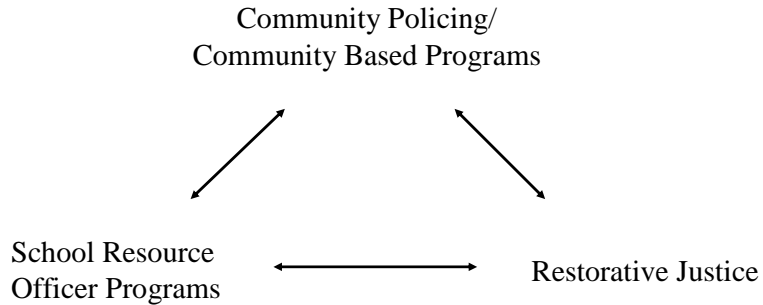 Community Policing/
Community Based Programs
School Resource
Officer Programs
Restorative Justice